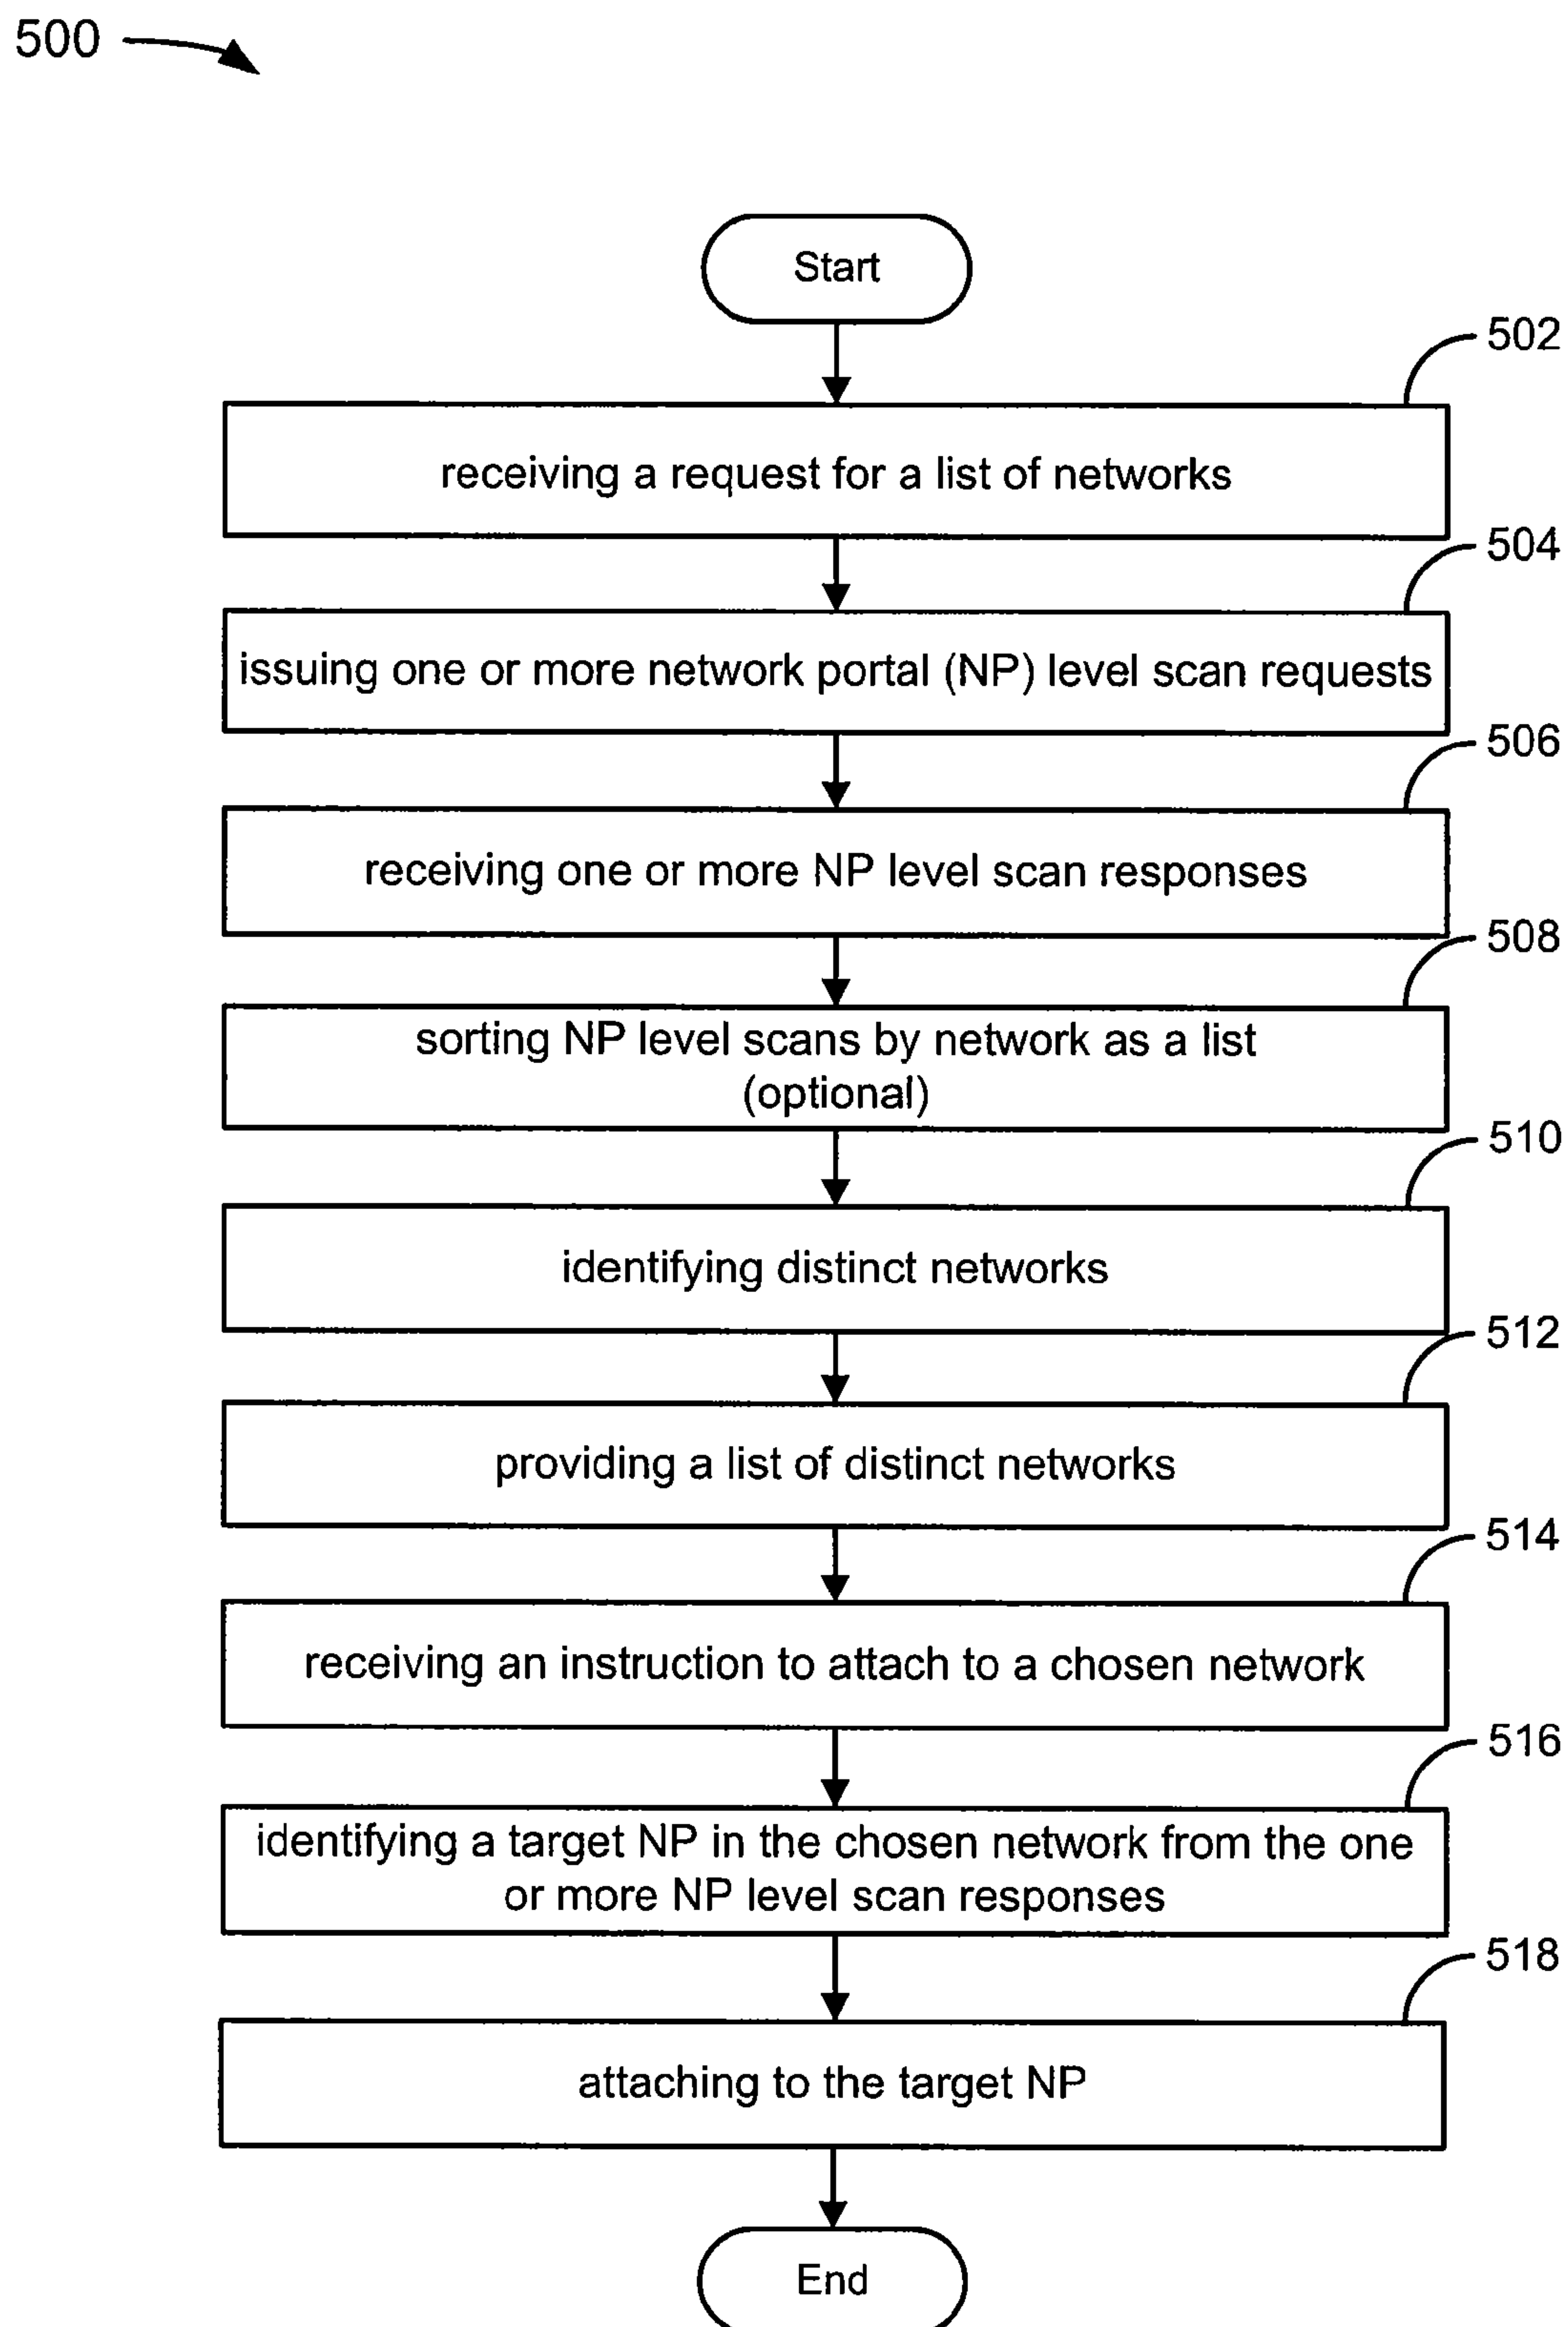 500
Start
502
receiving a request for a list of networks
504
issuing one or more network portal (NP) level scan requests
506
receiving one or more NP level scan responses
508
sorting NP level scans by network as a list
(optional)
510
identifying distinct networks
512
providing a list of distinct networks
514
receiving an instruction to attach to a chosen network
516
identifying a target NP in the chosen network from the one
or more NP level scan responses
518
attaching to the target NP
End